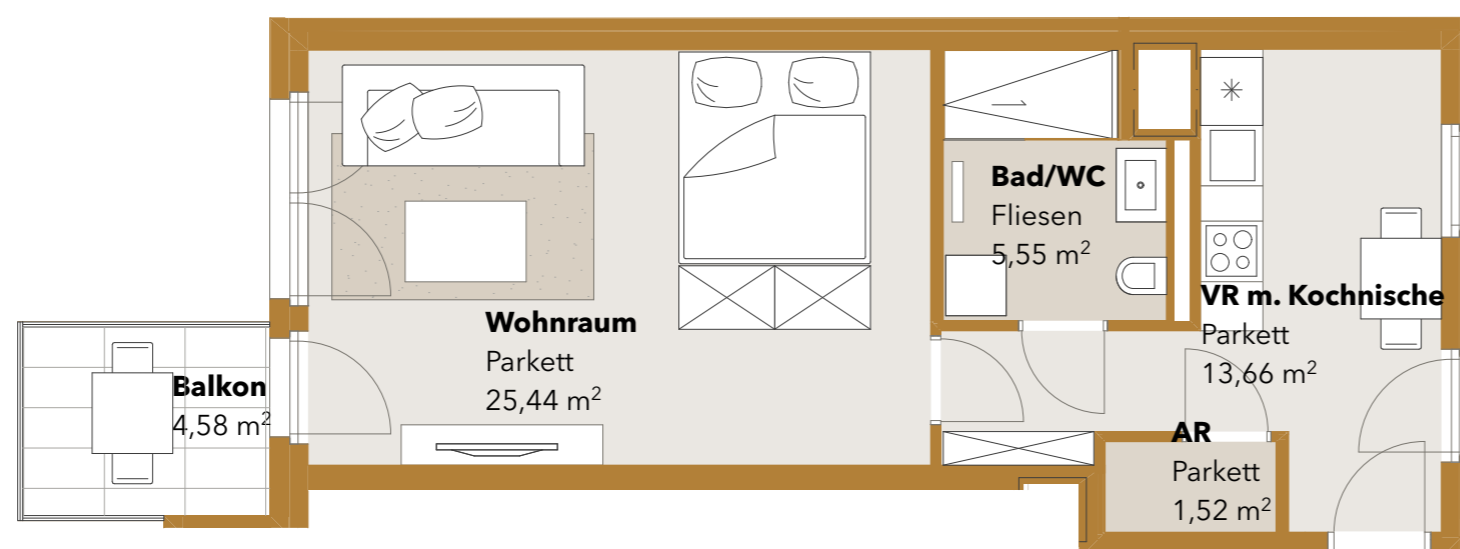 Bad/WC
Fliesen
5,55 m²
VR m. Kochnische
Parkett
13,66 m²
Wohnraum
Parkett
25,44 m²
Balkon
4,58 m²
AR
Parkett
1,52 m²